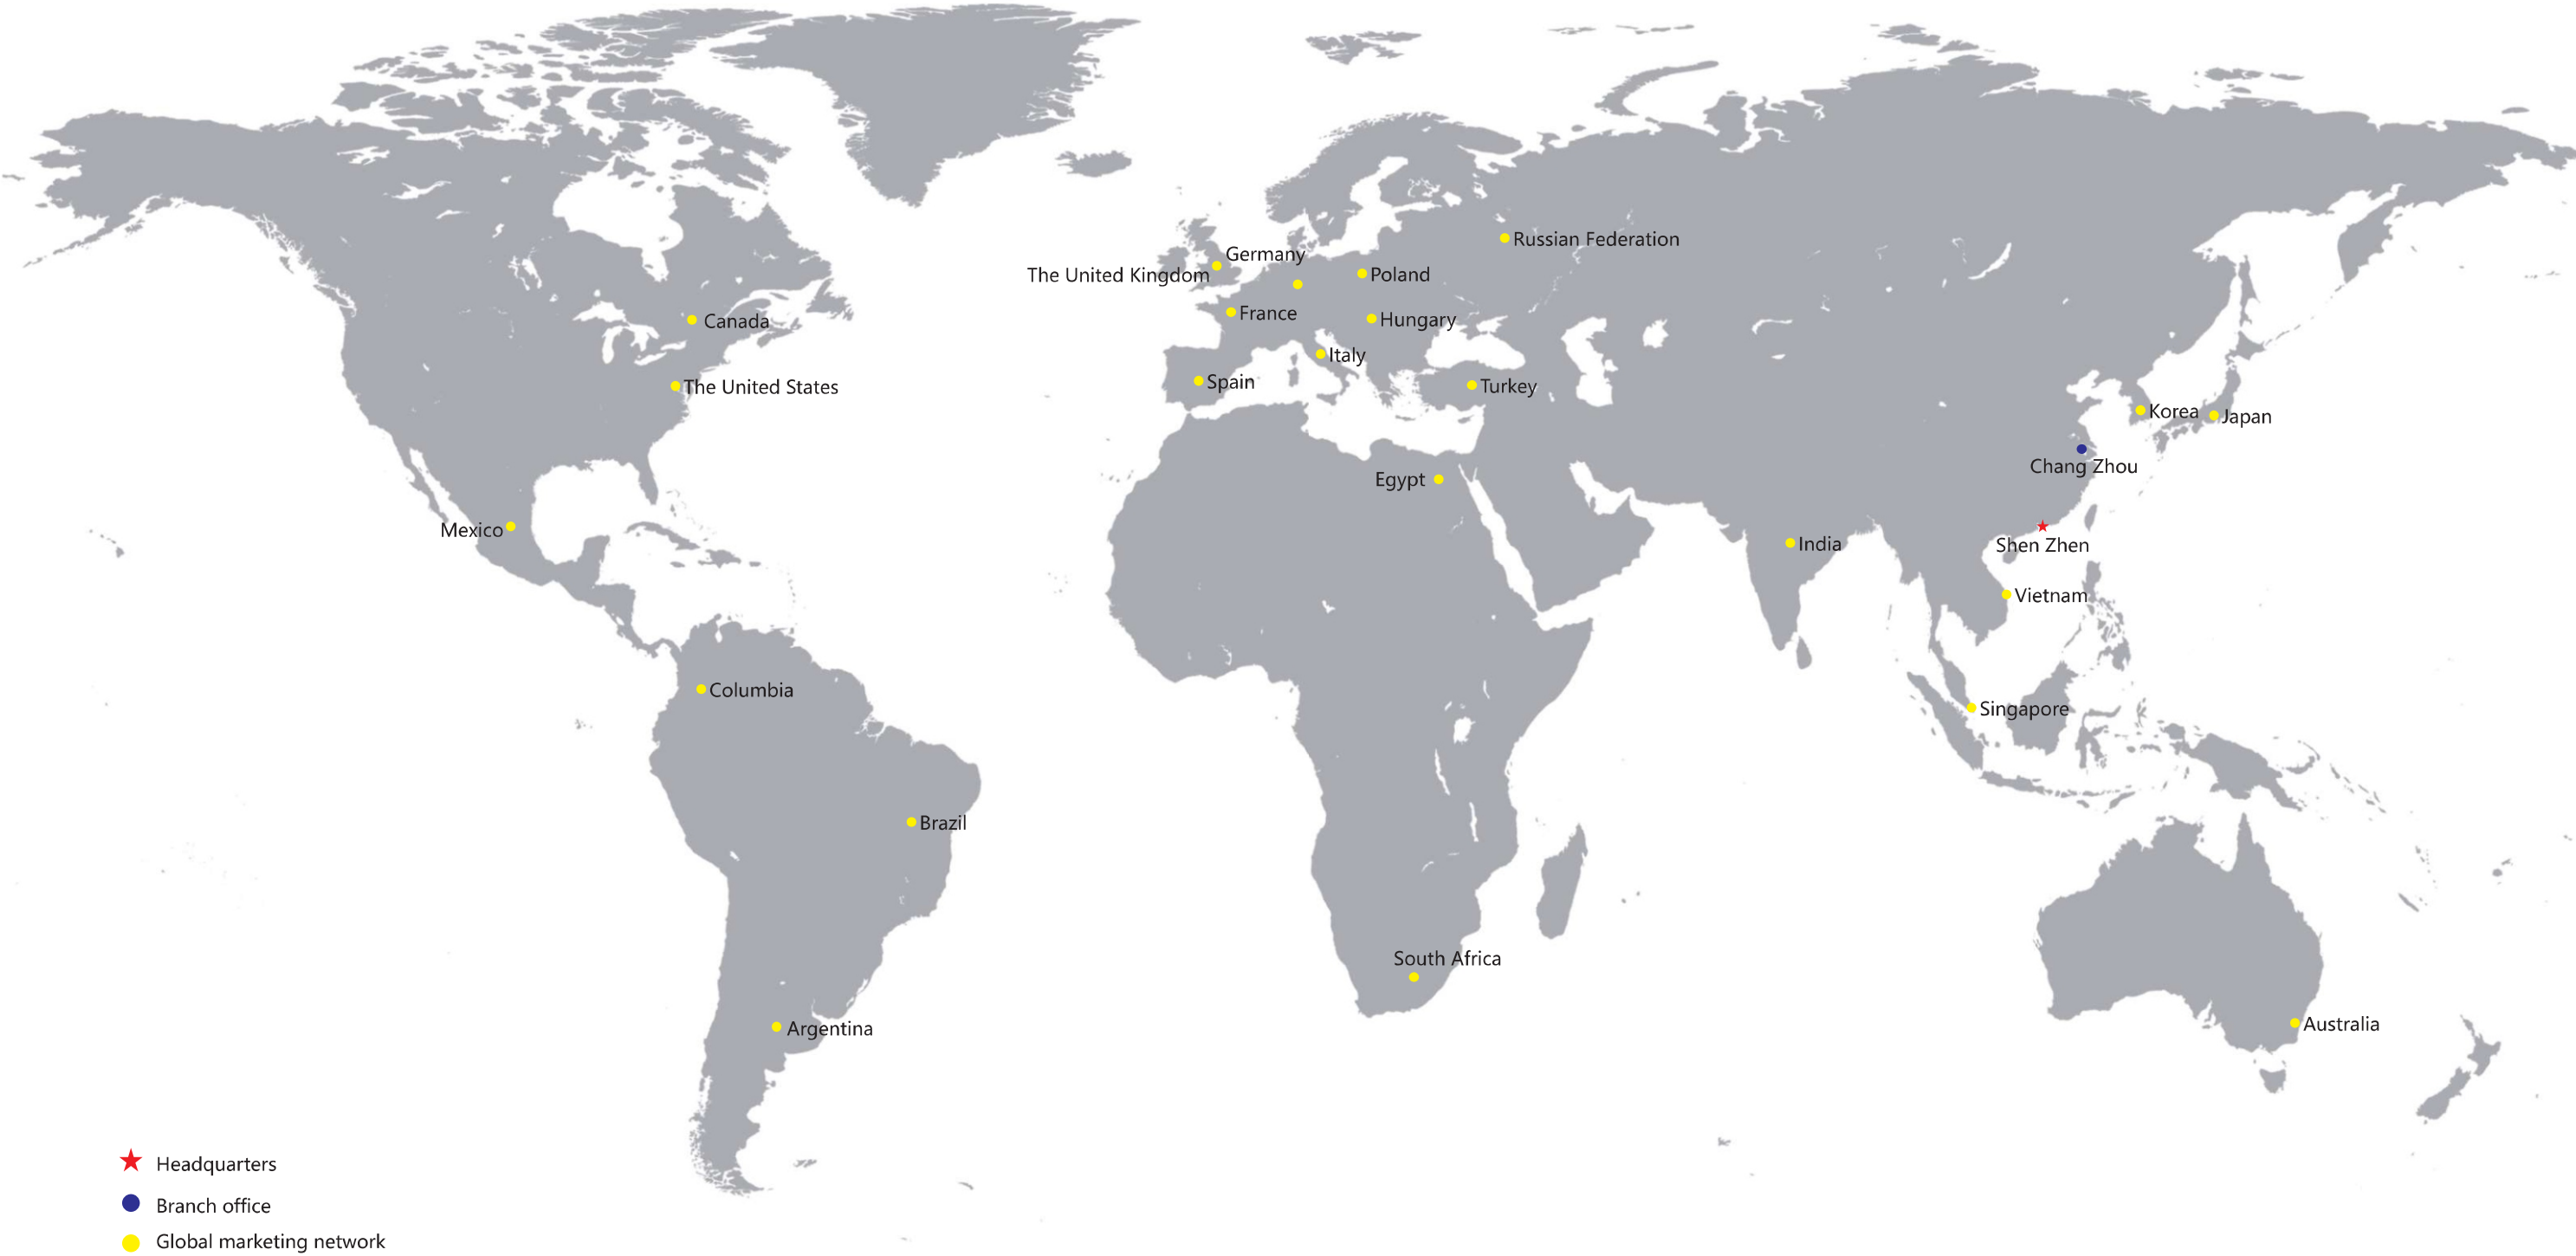 Russian Federation
Germany
The United Kingdom
Poland
France
Hungary
Canada
Italy
Spain
Turkey
The United States
Korea
Japan
Chang Zhou
Egypt
Mexico
India
Shen Zhen
Vietnam
Columbia
Singapore
Brazil
South Africa
Argentina
Australia
Headquarters
Branch office
Global marketing network